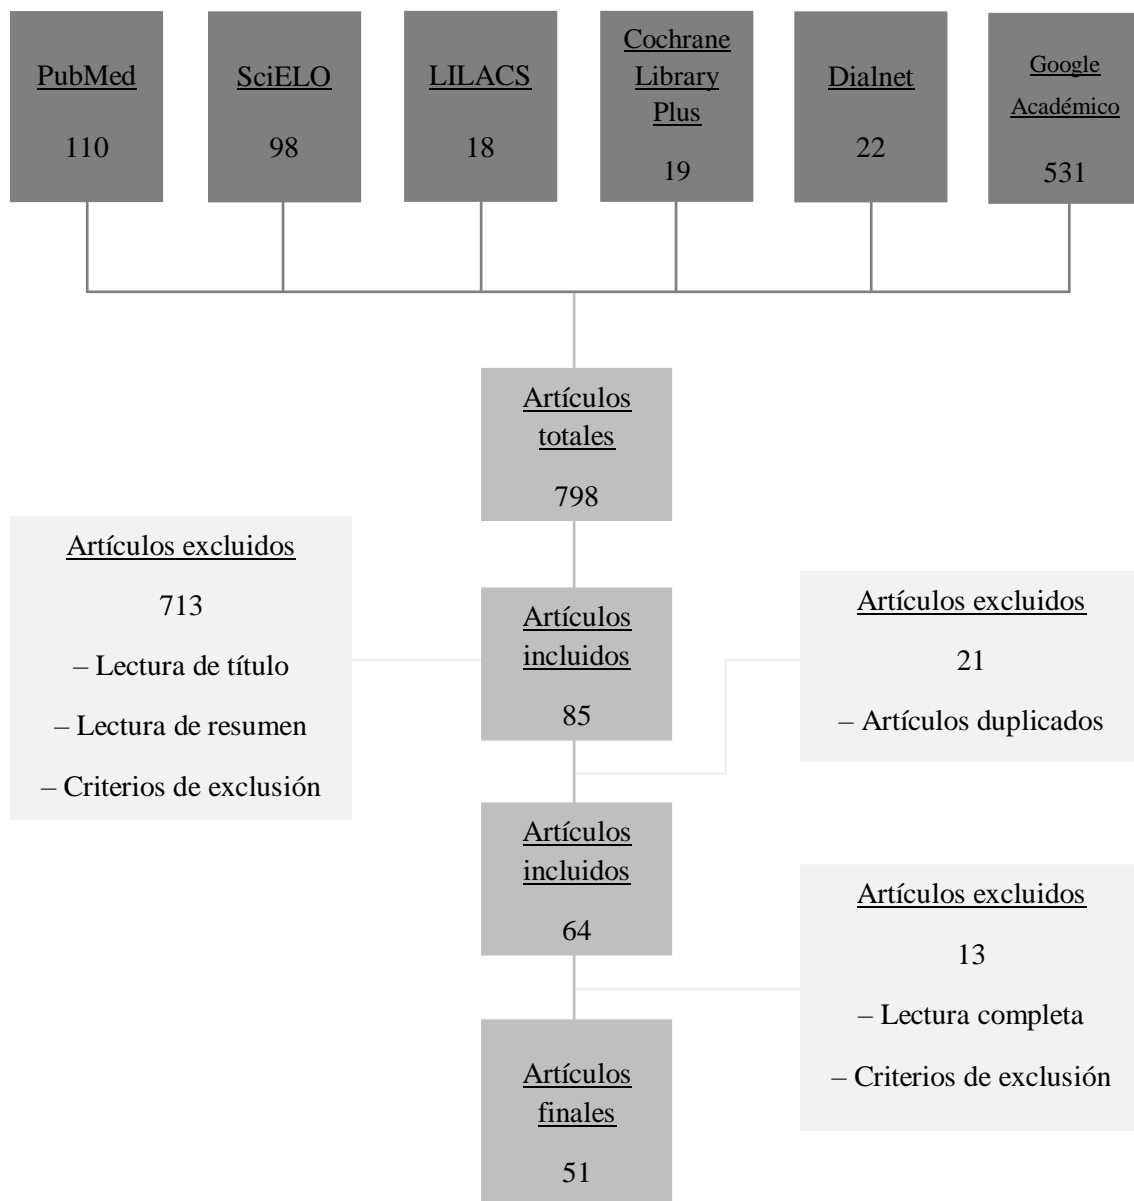 PubMed
110
SciELO
98
LILACS
18
Cochrane
Library
Plus
19
Dialnet
22
Google
Académico
531
Artículos
totales
798
Artículos excluidos
713
– Lectura de título
– Lectura de resumen
– Criterios de exclusión
Artículos
incluidos
85
Artículos excluidos
21
– Artículos duplicados
Artículos
incluidos
64
Artículos excluidos
13
– Lectura completa
– Criterios de exclusión
Artículos
finales
51